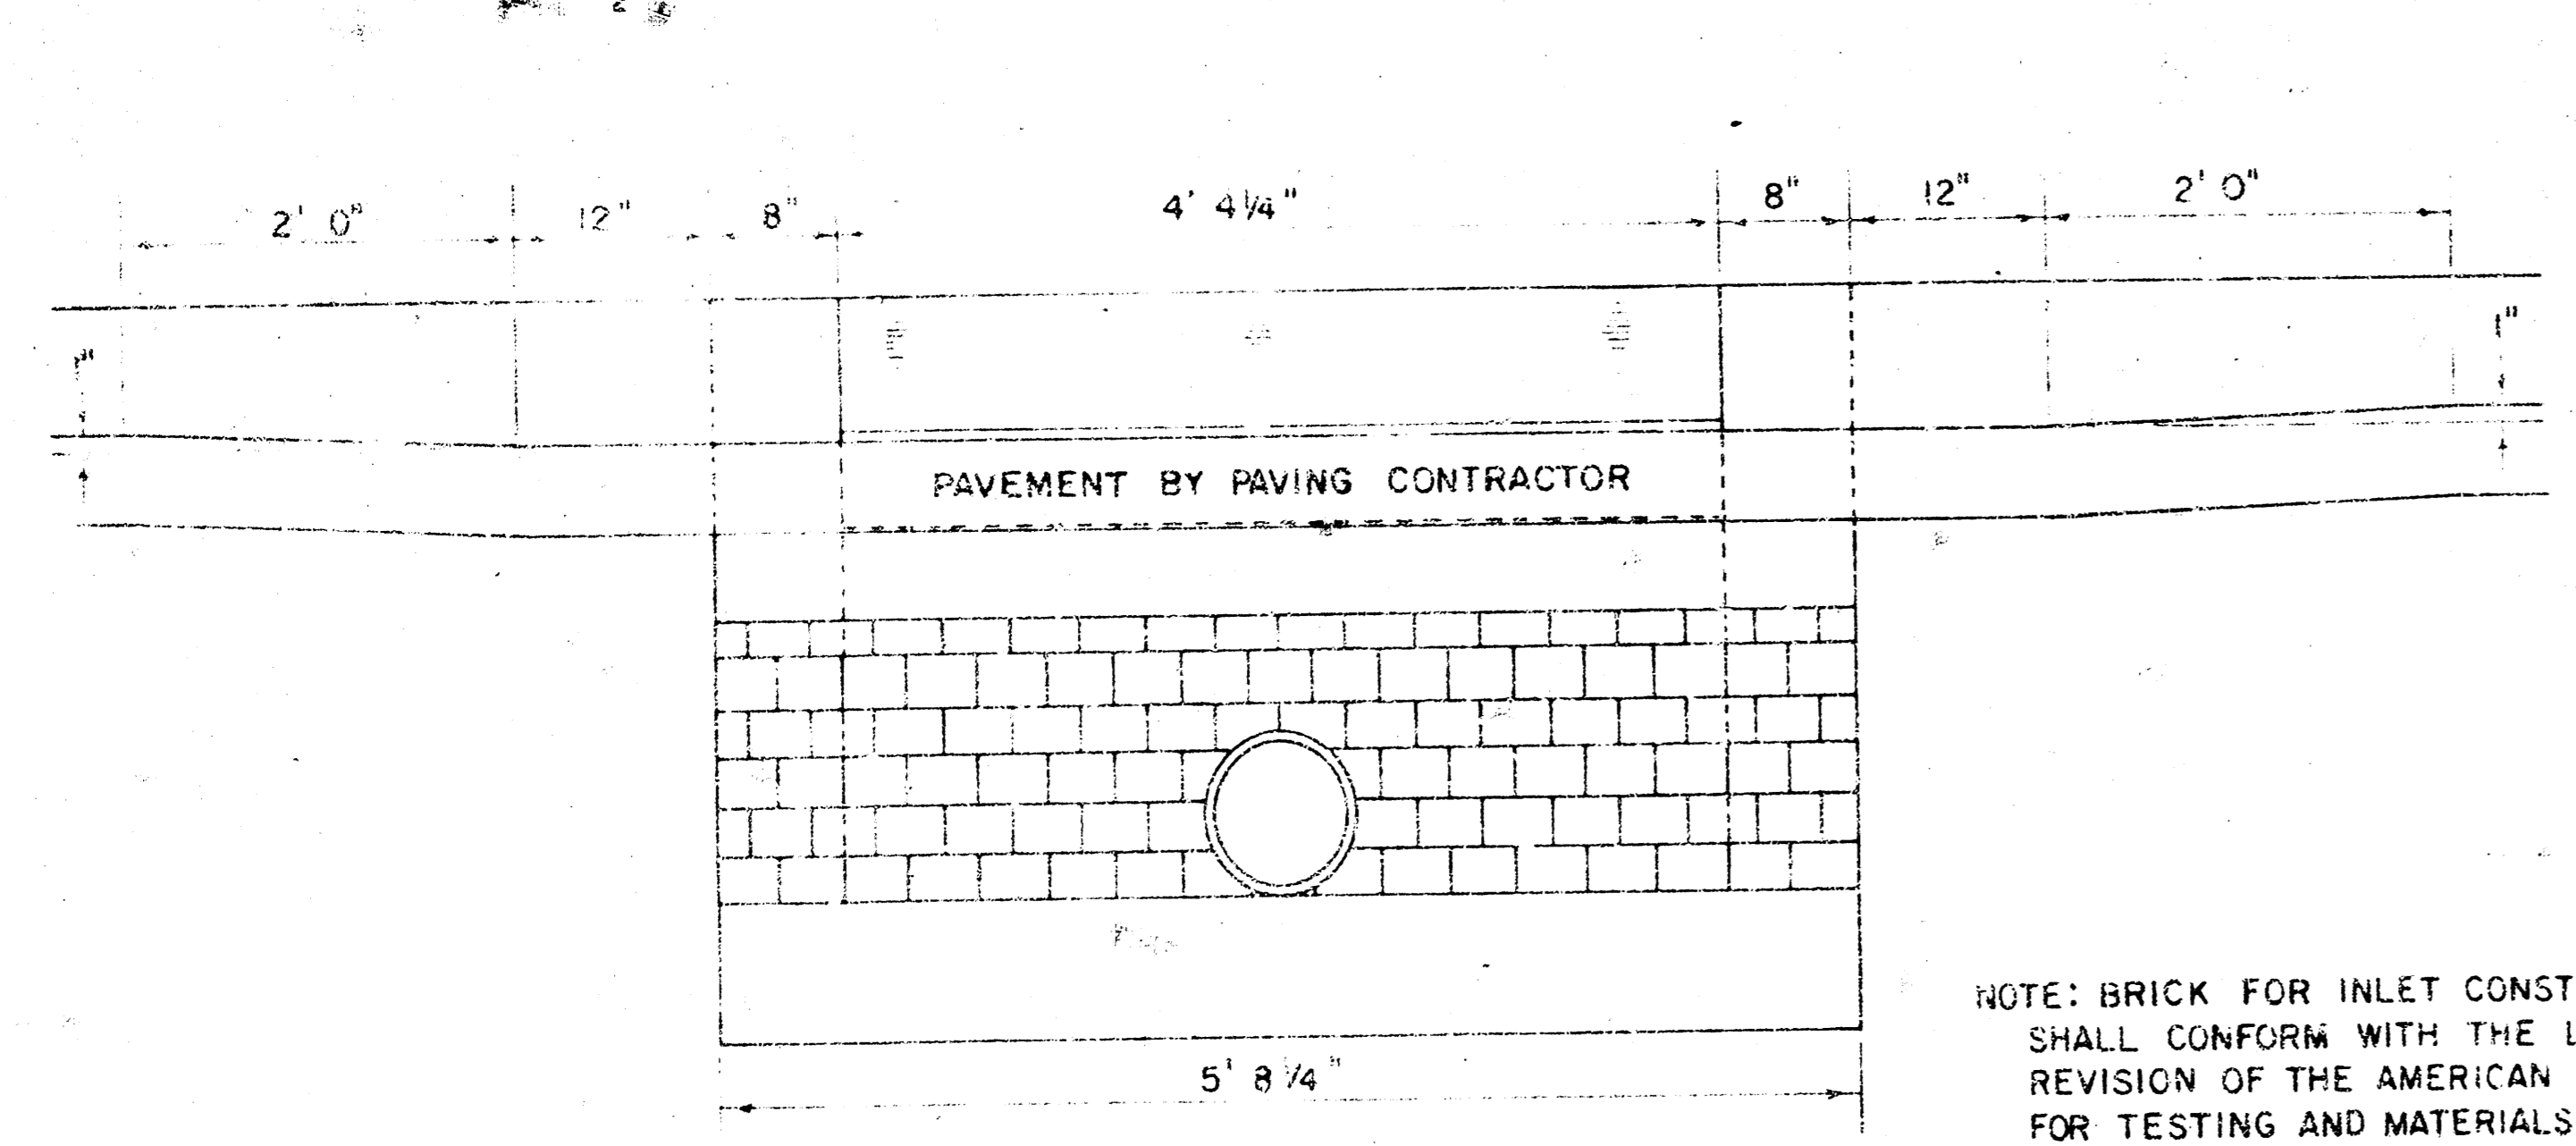 2' 0" 12" 8" 4' 4 1/4" 8" 12" 2' 0"
1" 1"
PAVEMENT BY PAVING CONTRACTOR
5' 8 1/4"
NOTE: BRICK FOR INLET CONST
SHALL CONFORM WITH THE L
REVISION OF THE AMERICAN
FOR TESTING AND MATERIALS